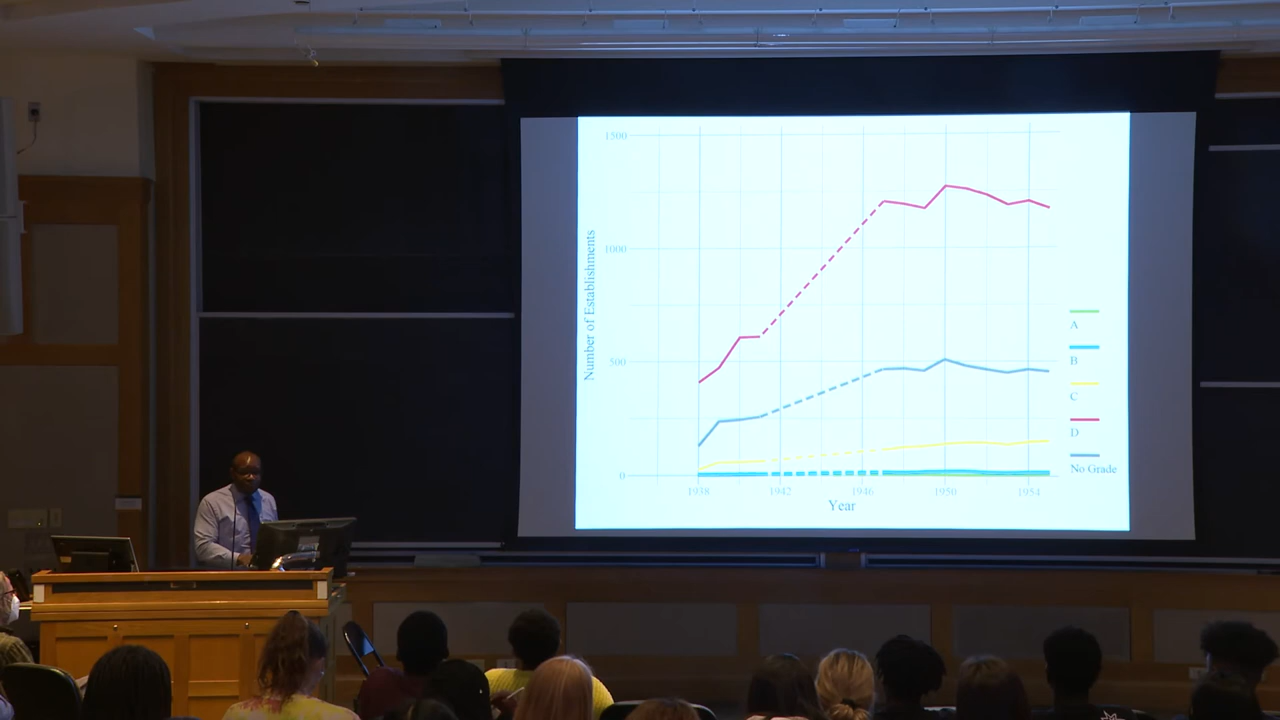 1500
1000
500
0
Number of Establishments
1938 1942 1946 1950 1954
Year
A
B
C
D
No Grade